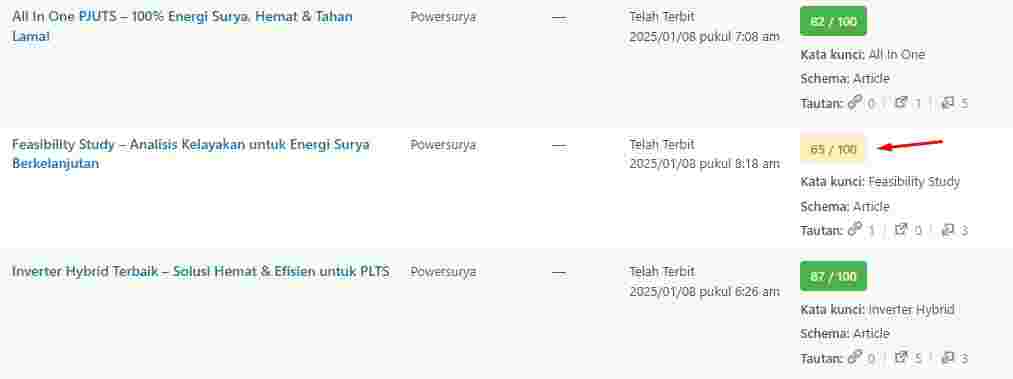 All In One PJUTS – 100% Energi Surya, Hemat & Tahan Lama!
Powersurya
—
Telah Terbit
2025/01/08 pukul 7:08 am
82 / 100
Kata kunci: All In One
Schema: Article
Tautan: 0 | 1 | 5
Feasibility Study – Analisis Kelayakan untuk Energi Surya
Berkelanjutan
Powersurya
—
Telah Terbit
2025/01/08 pukul 8:18 am
65 / 100
Kata kunci: Feasibility Study
Schema: Article
Tautan: 1 | 0 | 3
Inverter Hybrid Terbaik – Solusi Hemat & Efisien untuk PLTS
Powersurya
—
Telah Terbit
2025/01/08 pukul 6:26 am
87 / 100
Kata kunci: Inverter Hybrid
Schema: Article
Tautan: 0 | 5 | 3